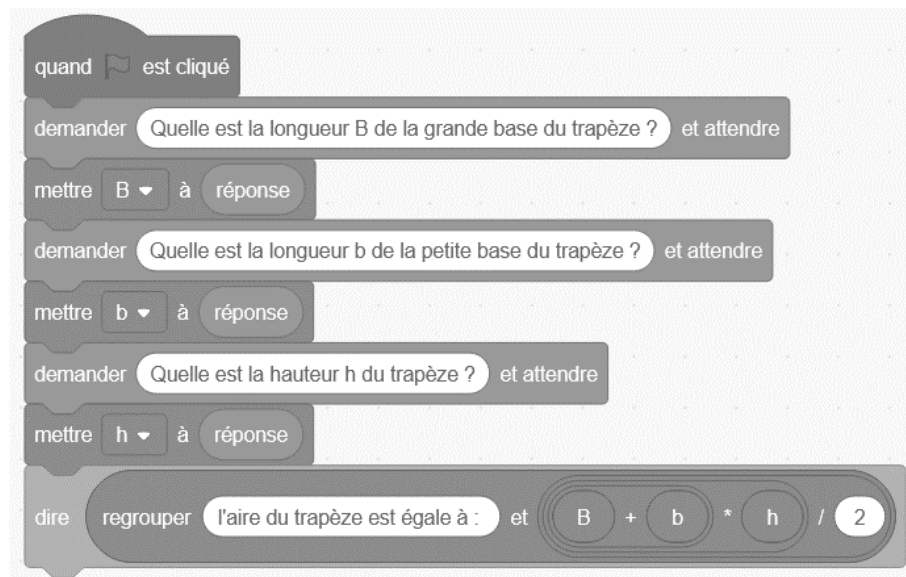 quand est cliqué
demander Quelle est la longueur B de la grande base du trapèze ? et attendre
mettre B à réponse
demander Quelle est la longueur b de la petite base du trapèze ? et attendre
mettre b à réponse
demander Quelle est la hauteur h du trapèze ? et attendre
mettre h à réponse
dire regrouper l'aire du trapèze est égale à : et B + b * h / 2